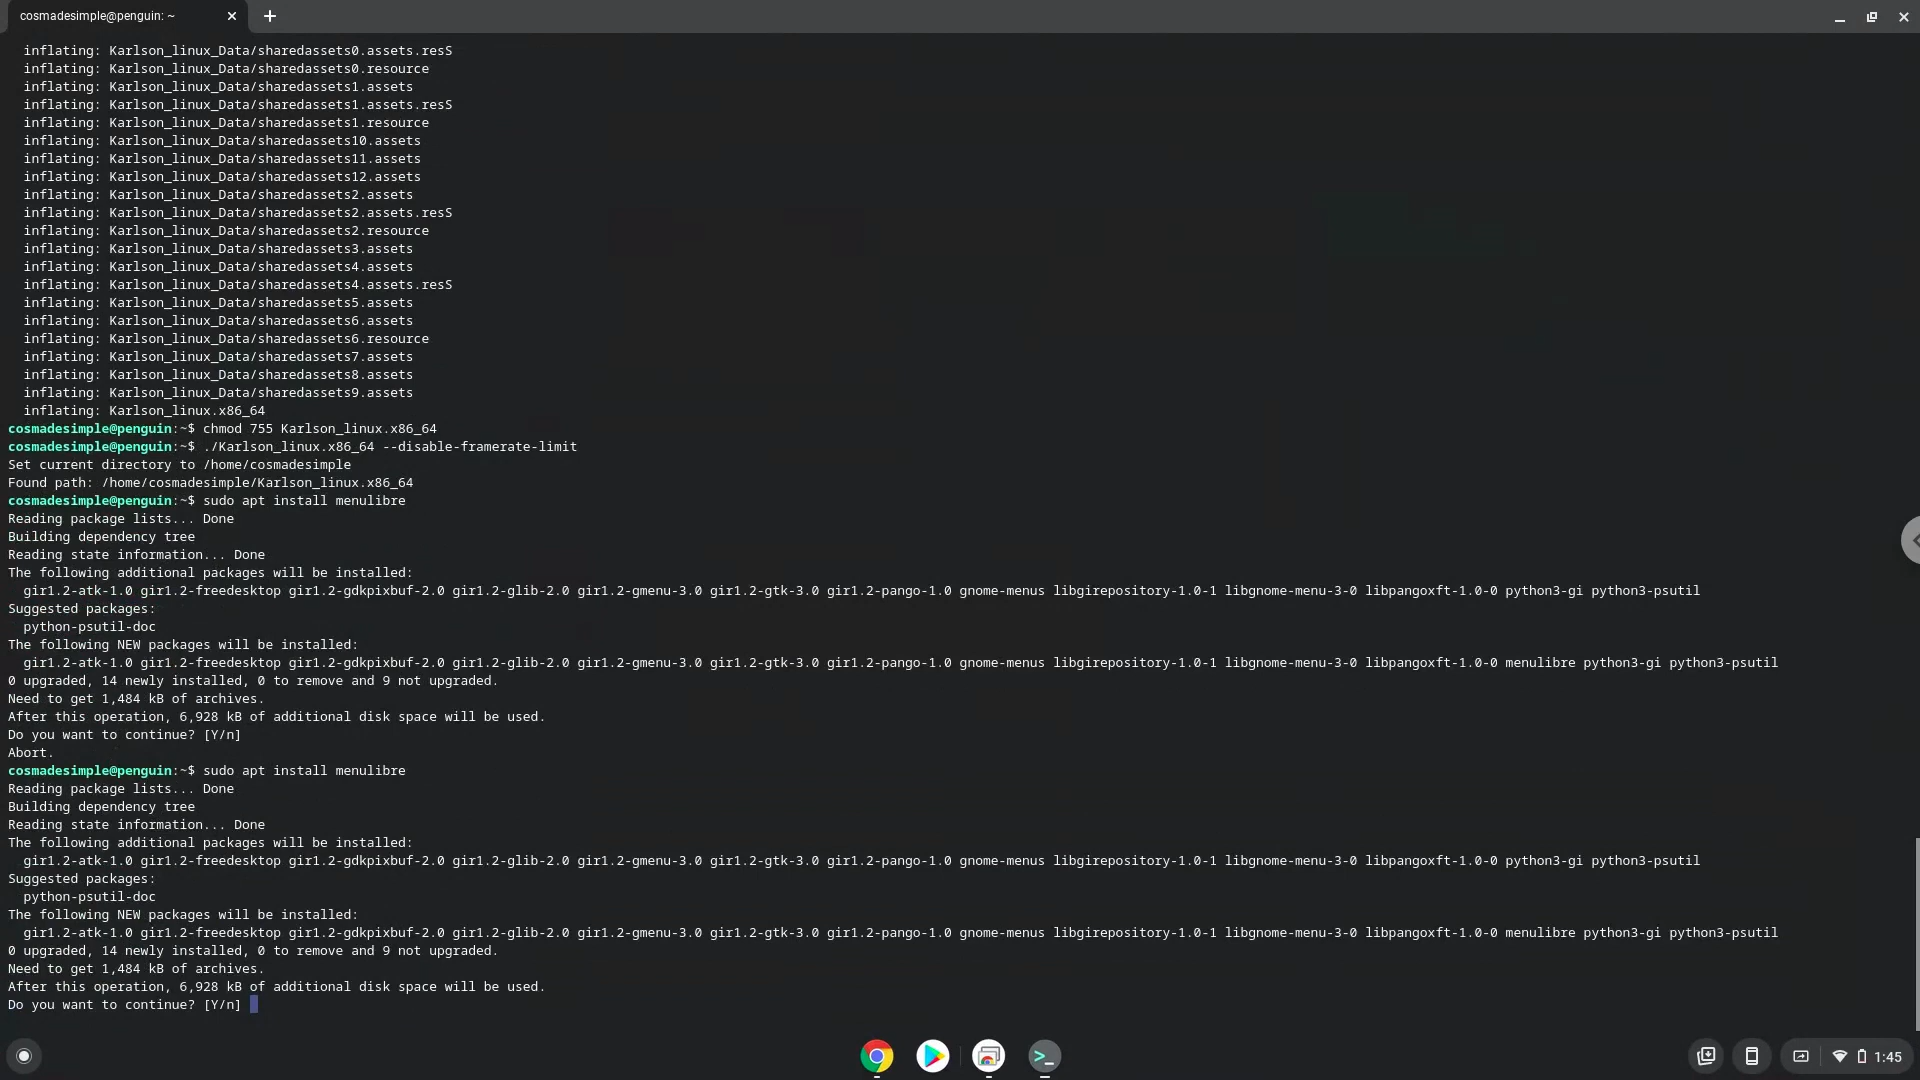 cosmadesimple@penguin: ~
inflating: Karlson_linux_Data/sharedassets0.assets.resS
inflating: Karlson_linux_Data/sharedassets0.resource
inflating: Karlson_linux_Data/sharedassets1.assets
inflating: Karlson_linux_Data/sharedassets1.assets.resS
inflating: Karlson_linux_Data/sharedassets1.resource
inflating: Karlson_linux_Data/sharedassets10.assets
inflating: Karlson_linux_Data/sharedassets11.assets
inflating: Karlson_linux_Data/sharedassets12.assets
inflating: Karlson_linux_Data/sharedassets2.assets
inflating: Karlson_linux_Data/sharedassets2.assets.resS
inflating: Karlson_linux_Data/sharedassets2.resource
inflating: Karlson_linux_Data/sharedassets3.assets
inflating: Karlson_linux_Data/sharedassets4.assets
inflating: Karlson_linux_Data/sharedassets4.assets.resS
inflating: Karlson_linux_Data/sharedassets5.assets
inflating: Karlson_linux_Data/sharedassets6.assets
inflating: Karlson_linux_Data/sharedassets6.resource
inflating: Karlson_linux_Data/sharedassets7.assets
inflating: Karlson_linux_Data/sharedassets8.assets
inflating: Karlson_linux_Data/sharedassets9.assets
inflating: Karlson_linux.x86_64
cosmadesimple@penguin:~$ chmod 755 Karlson_linux.x86_64
cosmadesimple@penguin:~$ ./Karlson_linux.x86_64 --disable-framerate-limit
Set current directory to /home/cosmadesimple
Found path: /home/cosmadesimple/Karlson_linux.x86_64
cosmadesimple@penguin:~$ sudo apt install menulibre
Reading package lists... Done
Building dependency tree
Reading state information... Done
The following additional packages will be installed:
gir1.2-atk-1.0 gir1.2-freedesktop gir1.2-gdkpixbuf-2.0 gir1.2-glib-2.0 gir1.2-gmenu-3.0 gir1.2-gtk-3.0 gir1.2-pango-1.0 gnome-menus libgirepository-1.0-1 libgnome-menu-3-0 libpangoxft-1.0-0 python3-gi python3-psutil
Suggested packages:
python-psutil-doc
The following NEW packages will be installed:
gir1.2-atk-1.0 gir1.2-freedesktop gir1.2-gdkpixbuf-2.0 gir1.2-glib-2.0 gir1.2-gmenu-3.0 gir1.2-gtk-3.0 gir1.2-pango-1.0 gnome-menus libgirepository-1.0-1 libgnome-menu-3-0 libpangoxft-1.0-0 menulibre python3-gi python3-psutil
0 upgraded, 14 newly installed, 0 to remove and 9 not upgraded.
Need to get 1,484 kB of archives.
After this operation, 6,928 kB of additional disk space will be used.
Do you want to continue? [Y/n]
Abort.
cosmadesimple@penguin:~$ sudo apt install menulibre
Reading package lists... Done
Building dependency tree
Reading state information... Done
The following additional packages will be installed:
gir1.2-atk-1.0 gir1.2-freedesktop gir1.2-gdkpixbuf-2.0 gir1.2-glib-2.0 gir1.2-gmenu-3.0 gir1.2-gtk-3.0 gir1.2-pango-1.0 gnome-menus libgirepository-1.0-1 libgnome-menu-3-0 libpangoxft-1.0-0 python3-gi python3-psutil
Suggested packages:
python-psutil-doc
The following NEW packages will be installed:
gir1.2-atk-1.0 gir1.2-freedesktop gir1.2-gdkpixbuf-2.0 gir1.2-glib-2.0 gir1.2-gmenu-3.0 gir1.2-gtk-3.0 gir1.2-pango-1.0 gnome-menus libgirepository-1.0-1 libgnome-menu-3-0 libpangoxft-1.0-0 menulibre python3-gi python3-psutil
0 upgraded, 14 newly installed, 0 to remove and 9 not upgraded.
Need to get 1,484 kB of archives.
After this operation, 6,928 kB of additional disk space will be used.
Do you want to continue? [Y/n]
1:45